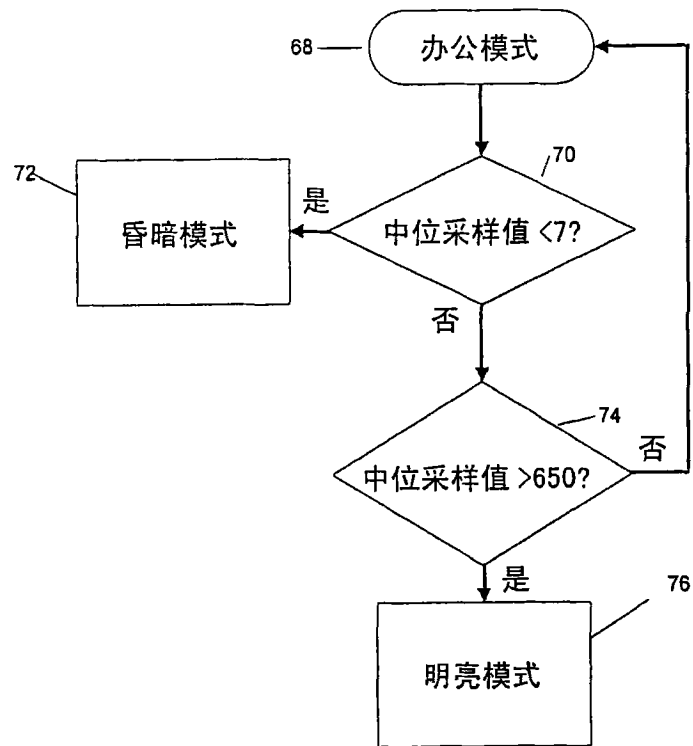 68
办公模式
70
72
是
昏暗模式
中位采样值 <7?
否
74
否
中位采样值 >650?
是
76
明亮模式